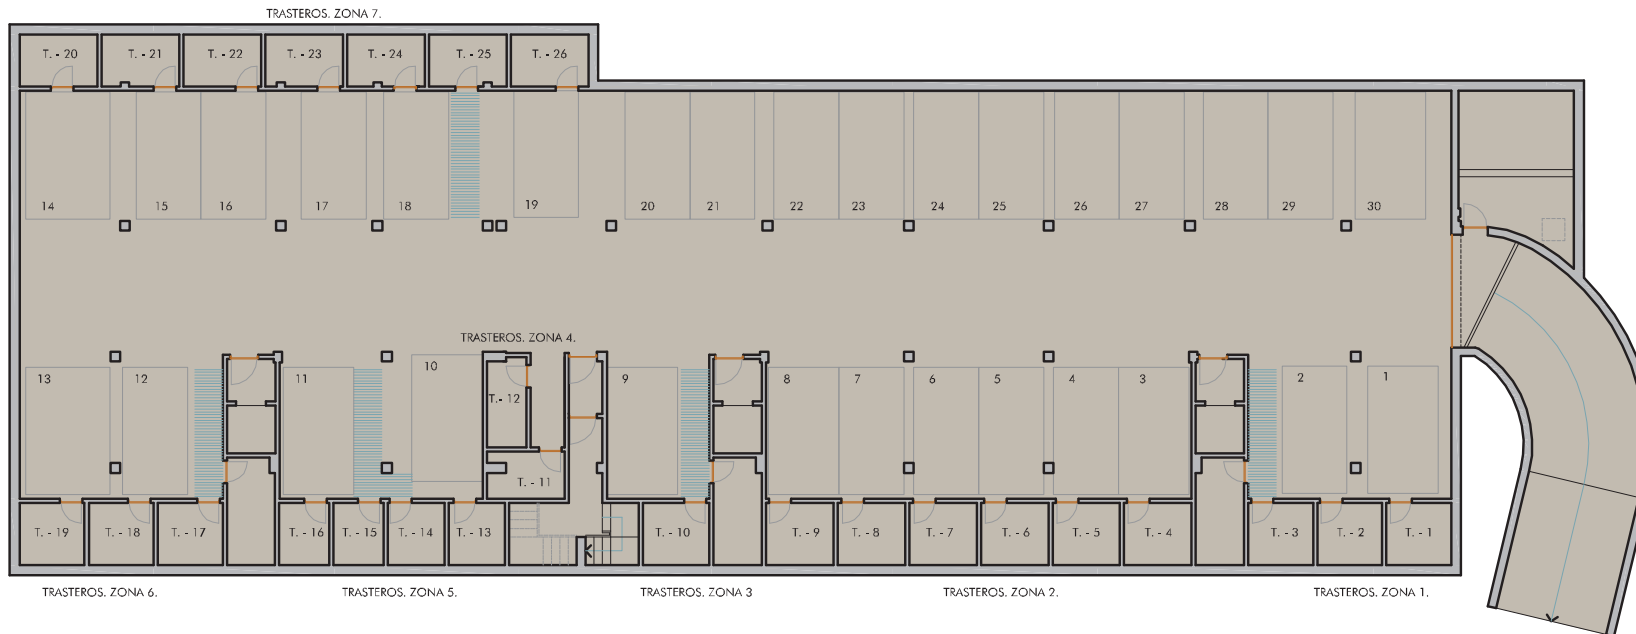 TRASTEROS. ZONA 7.
T. - 20
T. - 21
T. - 22
T. - 23
T. - 24
T. - 25
T. - 26
14
15
16
17
18
19
20
21
22
23
24
25
26
27
28
29
30
TRASTEROS. ZONA 4.
13
12
11
10
9
8
7
6
5
4
3
2
1
T. - 12
T. - 11
T. - 19
T. - 18
T. - 17
T. - 16
T. - 15
T. - 14
T. - 13
T. - 10
T. - 9
T. - 8
T. - 7
T. - 6
T. - 5
T. - 4
T. - 3
T. - 2
T. - 1
TRASTEROS. ZONA 6.
TRASTEROS. ZONA 5.
TRASTEROS. ZONA 3
TRASTEROS. ZONA 2.
TRASTEROS. ZONA 1.